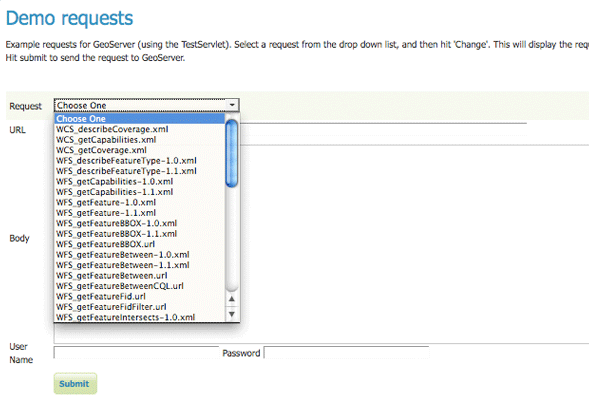 Demo requests
Example requests for GeoServer (using the TestServlet). Select a request from the drop down list, and then hit 'Change'. This will display the
Hit submit to send the request to GeoServer.
Request Choose One
Choose One
WCS_describeCoverage.xml
WCS_getCapabilities.xml
WCS_getCoverage.xml
WFS_describeFeatureType-1.0.xml
WFS_describeFeatureType-1.1.xml
WFS_getCapabilities-1.0.xml
WFS_getCapabilities-1.1.xml
WFS_getFeature-1.0.xml
WFS_getFeature-1.1.xml
WFS_getFeatureBBOX-1.0.xml
WFS_getFeatureBBOX-1.1.xml
WFS_getFeatureBBOX.url
WFS_getFeatureBetween-1.0.xml
WFS_getFeatureBetween-1.1.xml
WFS_getFeatureBetween.url
WFS_getFeatureBetweenCQL.url
WFS_getFeatureFid.url
WFS_getFeatureFidFilter.url
WFS_getFeatureIntersects-1.0.xml
URL
Body
User
Name
Password
Submit